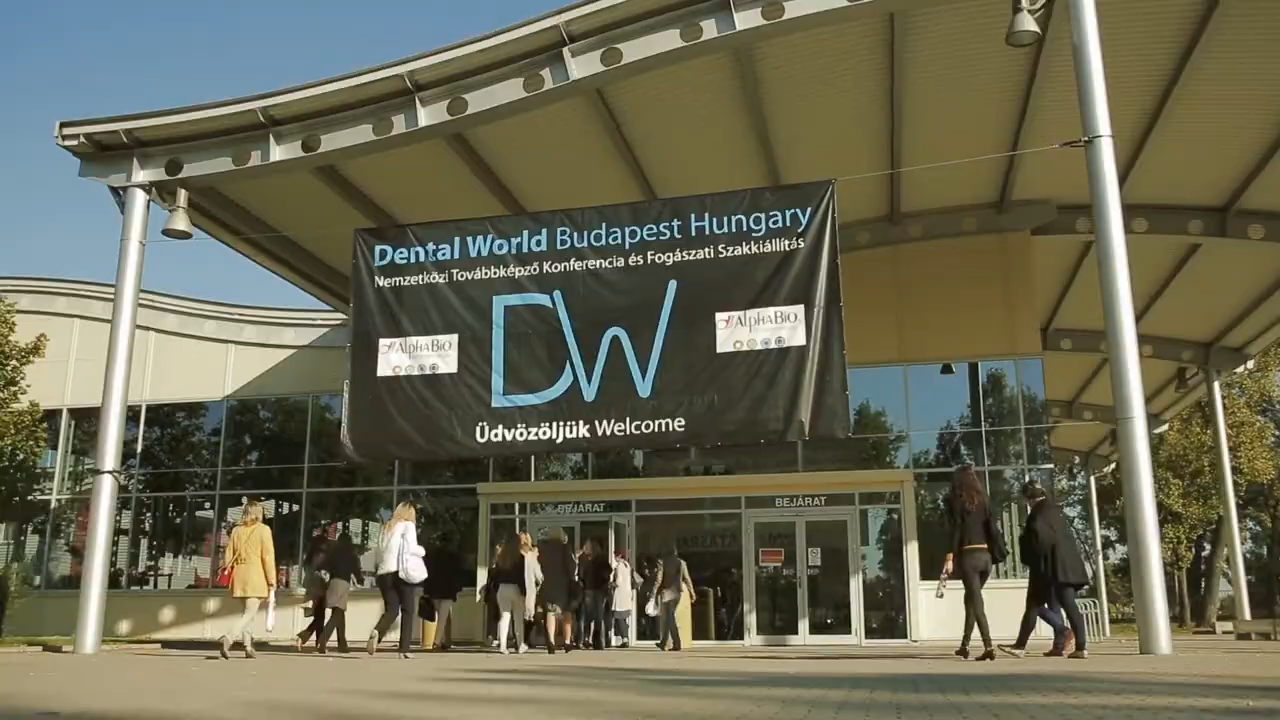 Dental World Budapest Hungary
Nemzetközi Továbbképző Konferencia és Fogászati Szakkiállítás
DW
AlphaBio
AlphaBio
Üdvözöljük Welcome
BEJÁRAT
BEJÁRAT